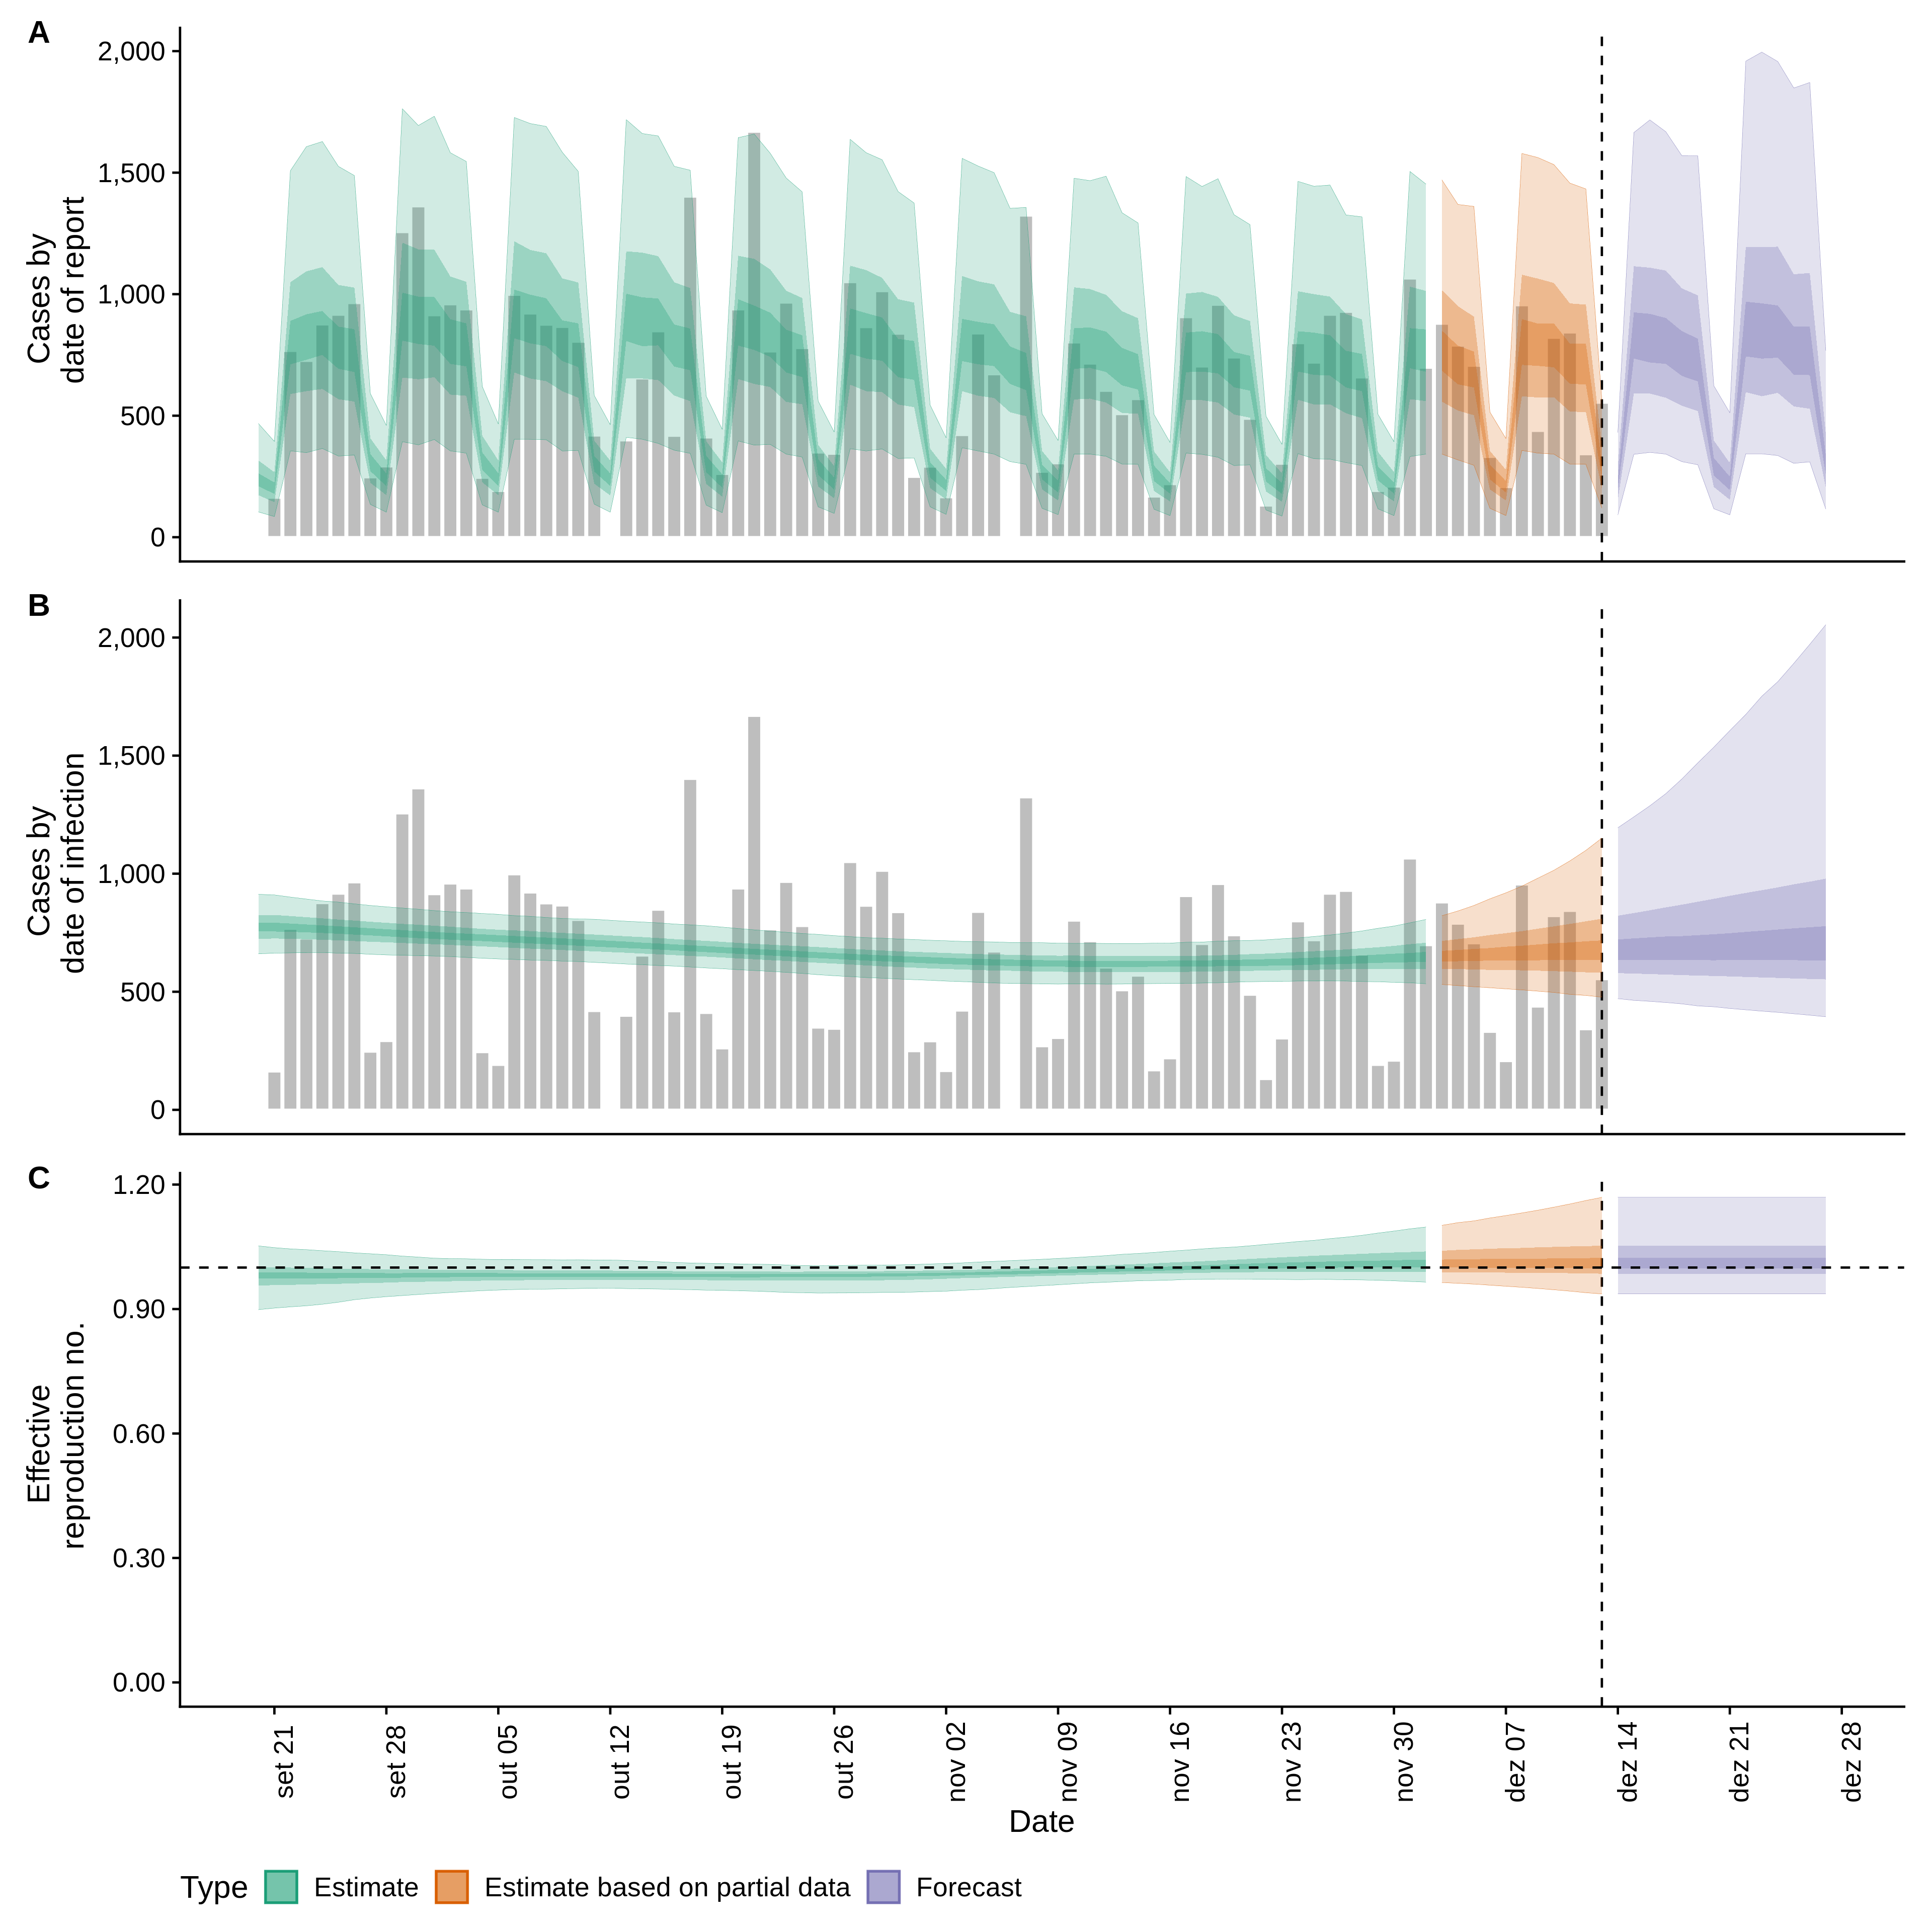 A
2,000
1,500
1,000
500
0
Cases by
date of report
B
2,000
1,500
1,000
500
0
Cases by
date of infection
C
1.20
0.90
0.60
0.30
0.00
Effective
reproduction no.
set 21
set 28
out 05
out 12
out 19
out 26
nov 02
nov 09
nov 16
nov 23
nov 30
dez 07
dez 14
dez 21
dez 28
Date
Type Estimate Estimate based on partial data Forecast